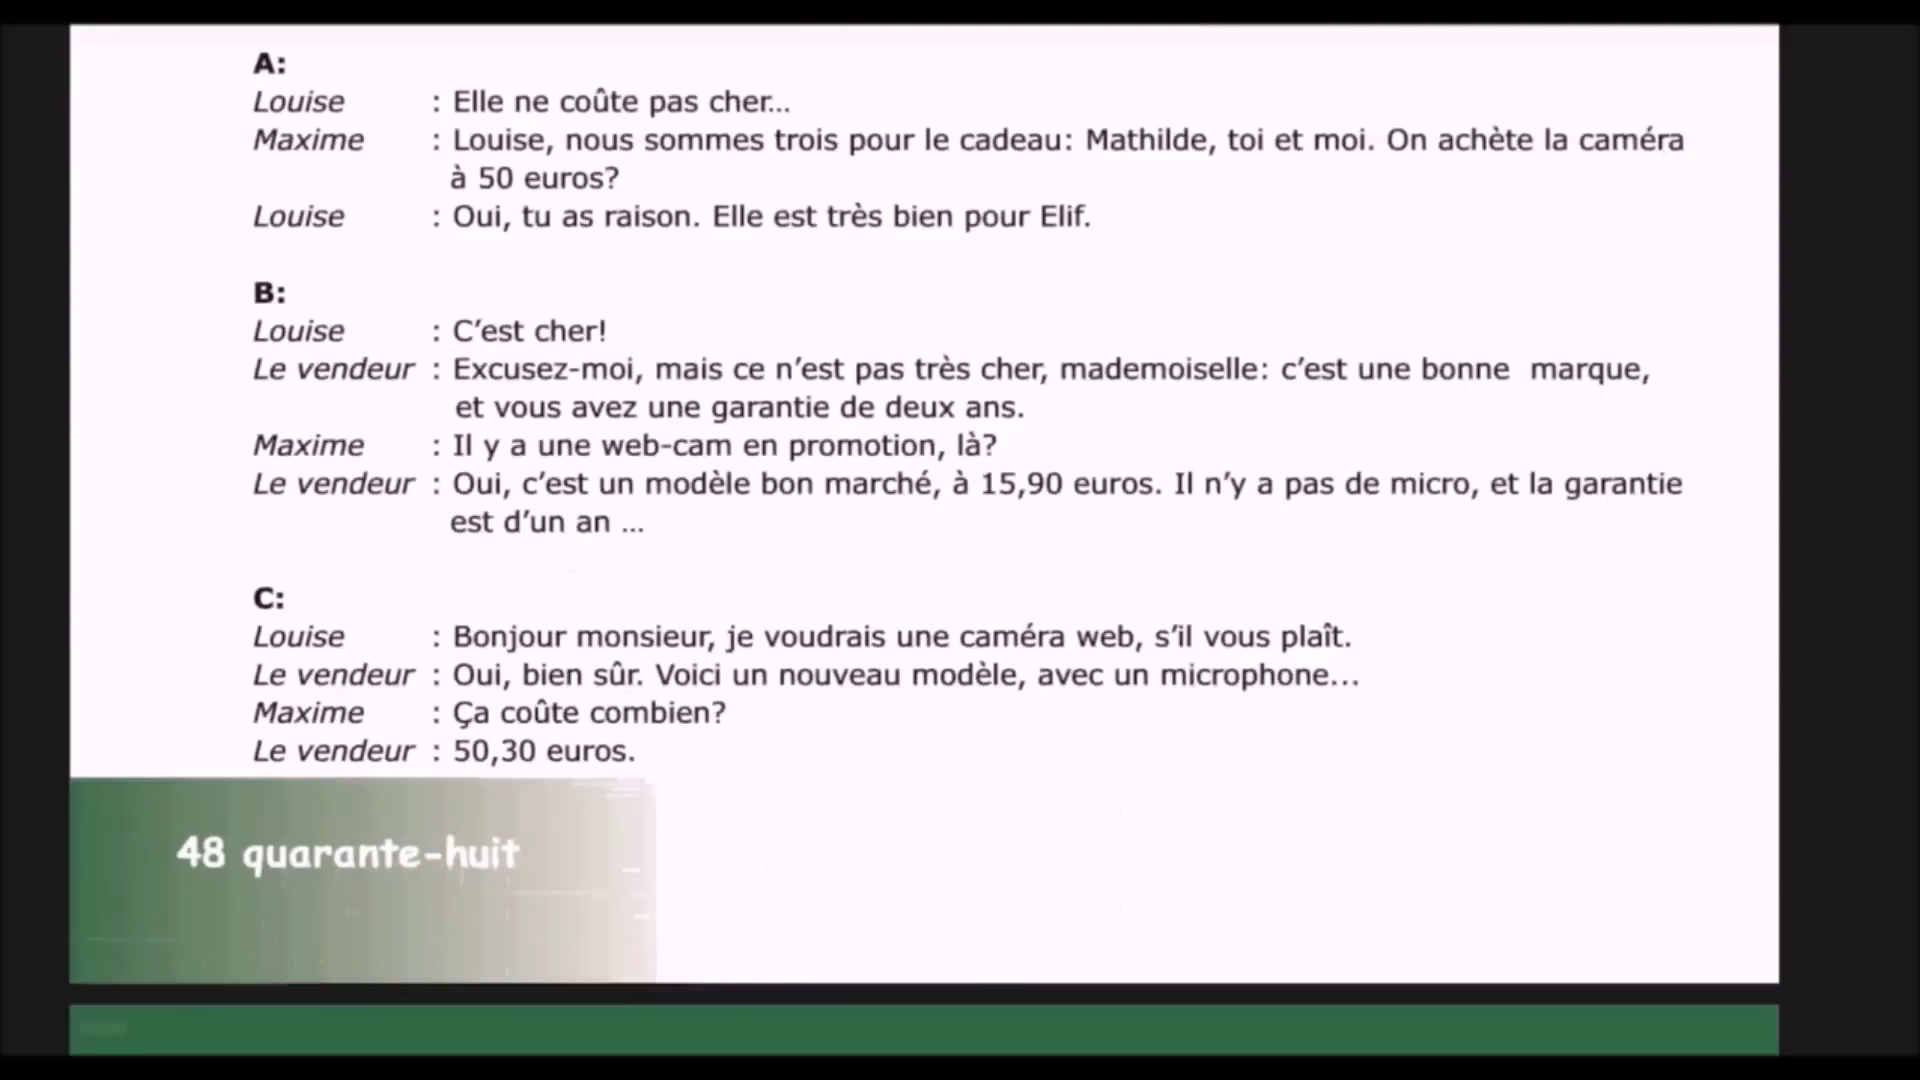 A:
Louise : Elle ne coûte pas cher...
Maxime : Louise, nous sommes trois pour le cadeau: Mathilde, toi et moi. On achète la caméra
à 50 euros?
Louise : Oui, tu as raison. Elle est très bien pour Elif.
B:
Louise : C’est cher!
Le vendeur : Excusez-moi, mais ce n’est pas très cher, mademoiselle: c’est une bonne marque,
et vous avez une garantie de deux ans.
Maxime : Il y a une web-cam en promotion, là?
Le vendeur : Oui, c’est un modèle bon marché, à 15,90 euros. Il n’y a pas de micro, et la garantie
est d’un an ...
C:
Louise : Bonjour monsieur, je voudrais une caméra web, s’il vous plaît.
Le vendeur : Oui, bien sûr. Voici un nouveau modèle, avec un microphone...
Maxime : Ça coûte combien?
Le vendeur : 50,30 euros.
48 quarante-huit